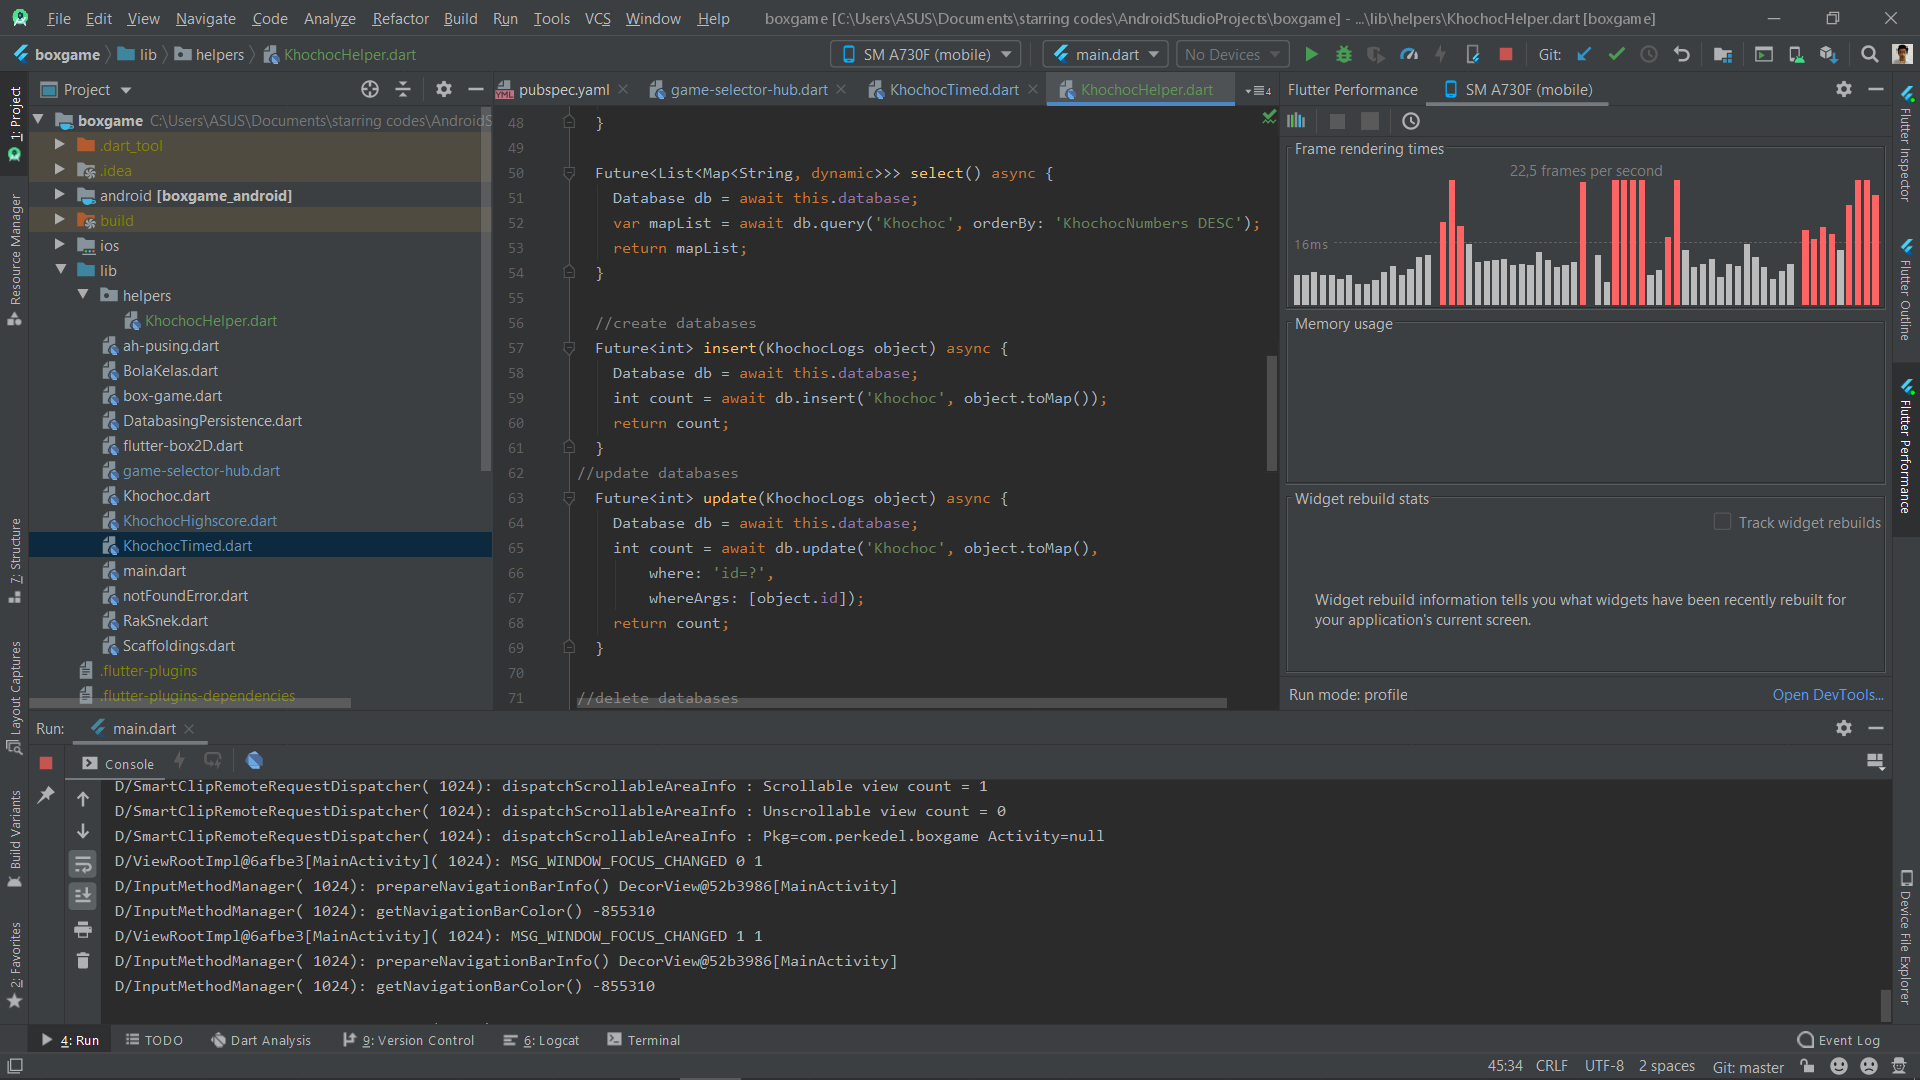 File Edit View Navigate Code Analyze Refactor Build Run Tools VCS Window Help boxgame [C:\Users\ASUS\Documents\starring codes\AndroidStudioProjects\boxgame] - ...\lib\helpers\KhochocHelper.dart [boxgame]
boxgame lib helpers KhochocHelper.dart SM A730F (mobile) main.dart No Devices Git:
Project pubspec.yaml game-selector-hub.dart KhochocTimed.dart KhochocHelper.dart 4 Flutter Performance SM A730F (mobile)
1: Project
Resource Manager
7: Structure
Layout Captures
Build Variants
2: Favorites
boxgame C:\Users\ASUS\Documents\starring codes\AndroidS
.dart_tool
.idea
android [boxgame_android]
build
ios
lib
helpers
KhochocHelper.dart
ah-pusing.dart
BolaKelas.dart
box-game.dart
DatabasingPersistence.dart
flutter-box2D.dart
game-selector-hub.dart
Khochoc.dart
KhochocHighscore.dart
KhochocTimed.dart
main.dart
notFoundError.dart
RakSnek.dart
Scaffoldings.dart
.flutter-plugins
.flutter-plugins-dependencies
48 }
49
50 Future<List<Map<String, dynamic>>> select() async {
51 Database db = await this.database;
52 var mapList = await db.query('Khochoc', orderBy: 'KhochocNumbers DESC');
53 return mapList;
54 }
55
56 //create databases
57 Future<int> insert(KhochocLogs object) async {
58 Database db = await this.database;
59 int count = await db.insert('Khochoc', object.toMap());
60 return count;
61 }
62 //update databases
63 Future<int> update(KhochocLogs object) async {
64 Database db = await this.database;
65 int count = await db.update('Khochoc', object.toMap(),
66 where: 'id=?',
67 whereArgs: [object.id]);
68 return count;
69 }
70
71 //delete databases
Frame rendering times
22,5 frames per second
16ms
Memory usage
Widget rebuild stats
Track widget rebuilds
Widget rebuild information tells you what widgets have been recently rebuilt for
your application's current screen.
Run mode: profile Open DevTools...
Flutter Inspector
Flutter Outline
Flutter Performance
Device File Explorer
Run: main.dart
Console
D/SmartClipRemoteRequestDispatcher( 1024): dispatchScrollableAreaInfo : Scrollable view count = 1
D/SmartClipRemoteRequestDispatcher( 1024): dispatchScrollableAreaInfo : Unscrollable view count = 0
D/SmartClipRemoteRequestDispatcher( 1024): dispatchScrollableAreaInfo : Pkg=com.perkedel.boxgame Activity=null
D/ViewRootImpl@6afbe3[MainActivity]( 1024): MSG_WINDOW_FOCUS_CHANGED 0 1
D/InputMethodManager( 1024): prepareNavigationBarInfo() DecorView@52b3986[MainActivity]
D/InputMethodManager( 1024): getNavigationBarColor() -855310
D/ViewRootImpl@6afbe3[MainActivity]( 1024): MSG_WINDOW_FOCUS_CHANGED 1 1
D/InputMethodManager( 1024): prepareNavigationBarInfo() DecorView@52b3986[MainActivity]
D/InputMethodManager( 1024): getNavigationBarColor() -855310
4: Run TODO Dart Analysis 9: Version Control 6: Logcat Terminal Event Log
45:34 CRLF UTF-8 2 spaces Git: master